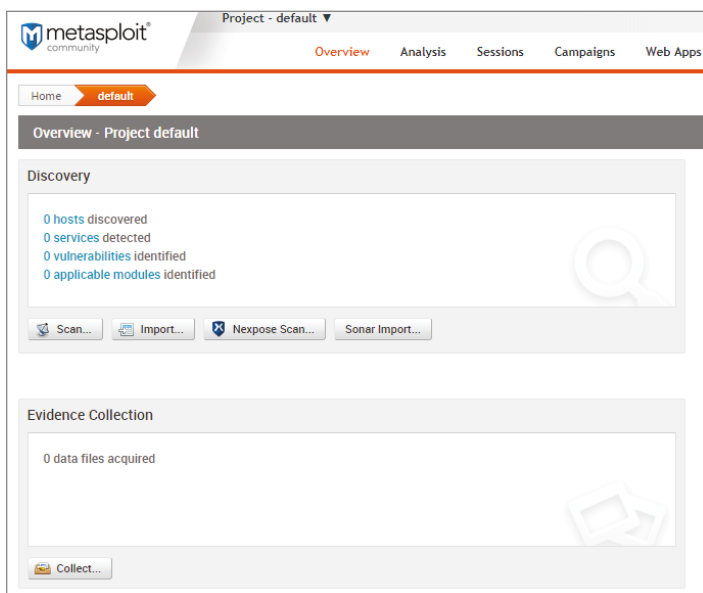 Project - default ▼
metasploit®
community
Overview Analysis Sessions Campaigns Web Apps
Home default
Overview - Project default
Discovery
0 hosts discovered
0 services detected
0 vulnerabilities identified
0 applicable modules identified
Scan... Import... Nexpose Scan... Sonar Import...
Evidence Collection
0 data files acquired
Collect...